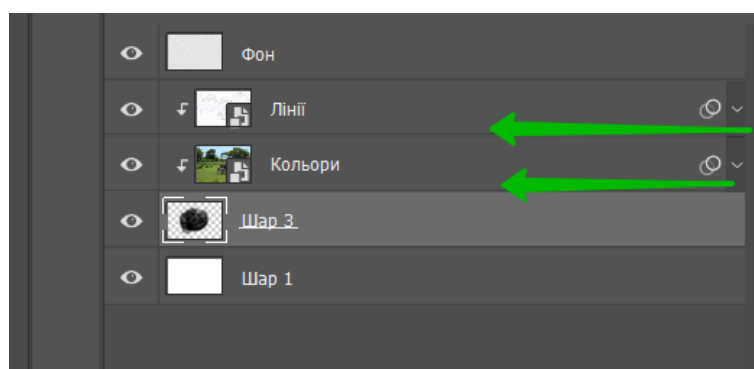 Фон
Лінії
Кольори
Шар 3
Шар 1